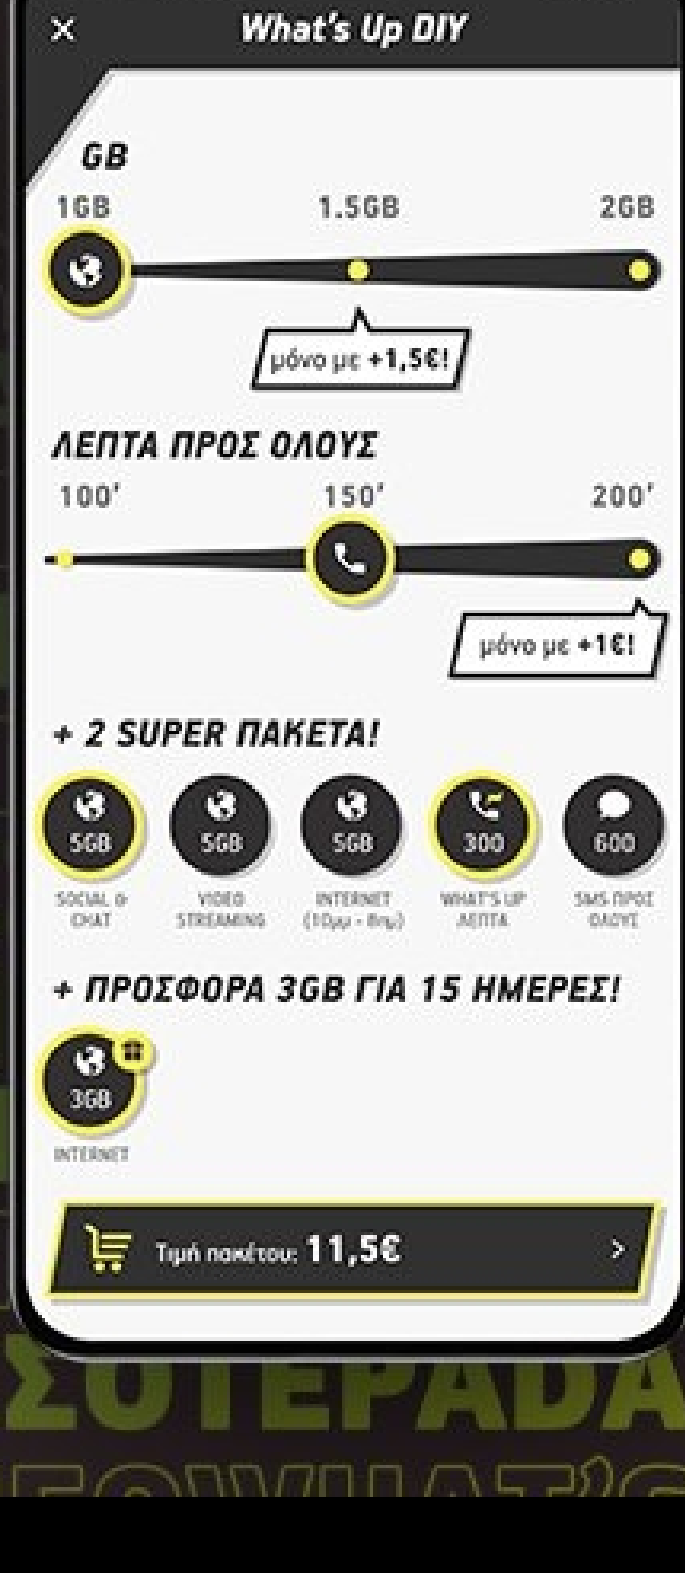 What's Up DIY
GB
1GB 1.5GB 2GB
μόνο με +1,5€!
ΛΕΠΤΑ ΠΡΟΣ ΟΛΟΥΣ
100' 150' 200'
μόνο με +1€!
+ 2 SUPER ΠΑΚΕΤΑ!
5GB 5GB 5GB 300 600
SOCIAL & VIDEO INTERNET WHAT'S UP SMS ΠΡΟΣ
CHAT STREAMING (10μμ - 8πμ) ΛΕΠΤΑ ΟΛΟΥΣ
+ ΠΡΟΣΦΟΡΑ 3GB ΓΙΑ 15 ΗΜΕΡΕΣ!
3GB
INTERNET
Τιμή πακέτου: 11,5€